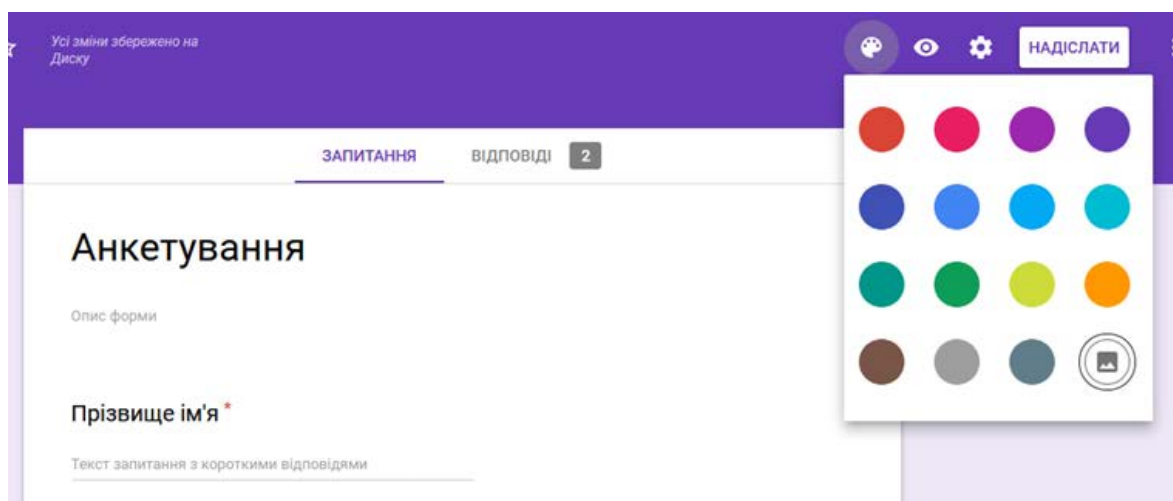 Усі зміни збережено на
Диску
НАДІСЛАТИ
ЗАПИТАННЯ ВІДПОВІДІ 2
Анкетування
Опис форми
Прізвище ім'я *
Текст запитання з короткими відповідями